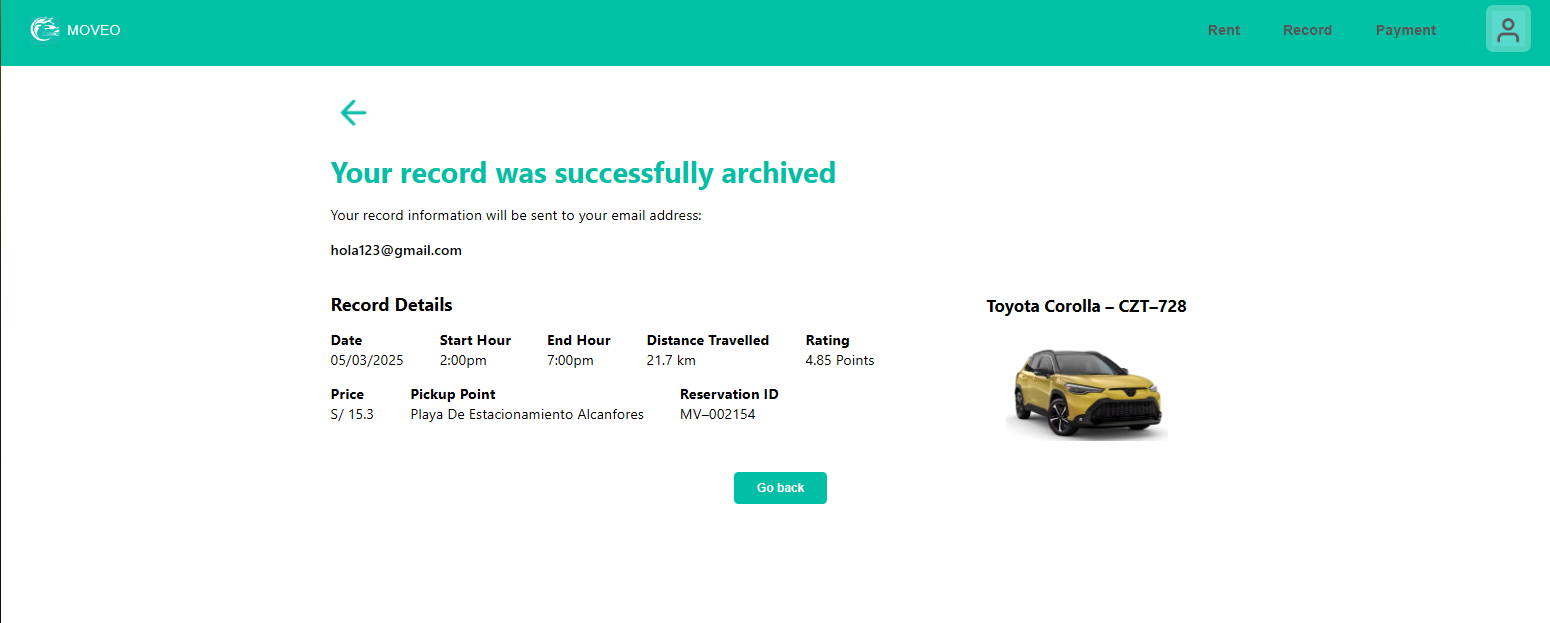 MOVEO
Rent Record Payment
Your record was successfully archived
Your record information will be sent to your email address:
hola123@gmail.com
Record Details
Date Start Hour End Hour Distance Travelled Rating
05/03/2025 2:00pm 7:00pm 21.7 km 4.85 Points
Price Pickup Point Reservation ID
S/ 15.3 Playa De Estacionamiento Alcanfores MV–002154
Toyota Corolla – CZT–728
Go back